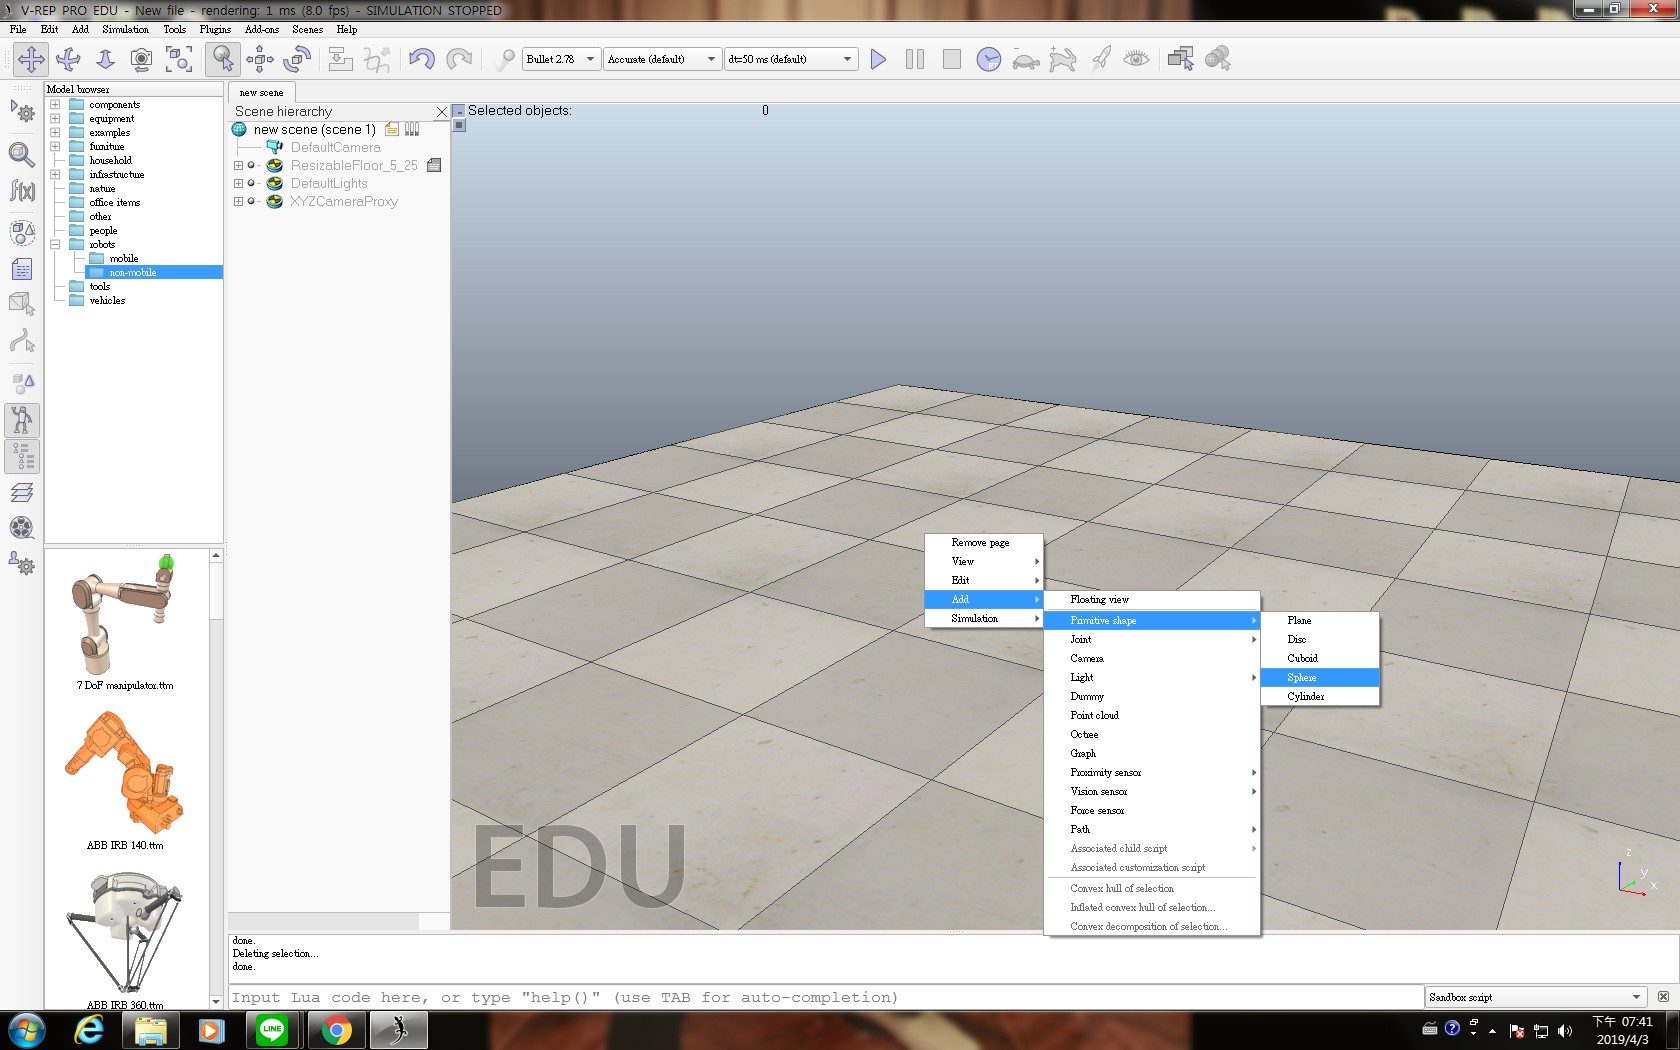 V-REP PRO EDU - New file - rendering: 1 ms (8.0 fps) - SIMULATION STOPPED
File Edit Add Simulation Tools Plugins Add-ons Scenes Help
Bullet 2.78 Accurate (default) dt=50 ms (default)
Model browser
components
equipment
examples
furniture
household
infrastructure
nature
office items
other
people
robots
mobile
non-mobile
tools
vehicles
7 DoF manipulator.ttm
ABB IRB 140.ttm
ABB IRB 360.ttm
new scene
Scene hierarchy
new scene (scene 1)
DefaultCamera
ResizableFloor_5_25
DefaultLights
XYZCameraProxy
Selected objects: 0
Remove page
View
Edit
Add
Simulation
Floating view
Primitive shape
Joint
Camera
Light
Dummy
Point cloud
Octree
Graph
Proximity sensor
Vision sensor
Force sensor
Path
Associated child script
Associated customization script
Convex hull of selection
Inflated convex hull of selection...
Convex decomposition of selection...
Plane
Disc
Cuboid
Sphere
Cylinder
EDU
z
y
x
done.
Deleting selection...
done.
Input Lua code here, or type "help()" (use TAB for auto-completion)
Sandbox script
LINE
下午 07:41
2019/4/3